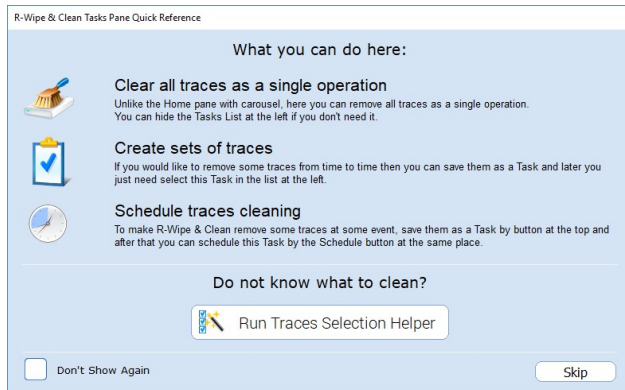 R-Wipe & Clean Tasks Pane Quick Reference
What you can do here:
Clear all traces as a single operation
Unlike the Home pane with carousel, here you can remove all traces as a single operation.
You can hide the Tasks List at the left if you don't need it.
Create sets of traces
If you would like to remove some traces from time to time then you can save them as a Task and later you
just need select this Task in the list at the left.
Schedule traces cleaning
To make R-Wipe & Clean remove some traces at some event, save them as a Task by button at the top and
after that you can schedule this Task by the Schedule button at the same place.
Do not know what to clean?
Run Traces Selection Helper
Don't Show Again
Skip